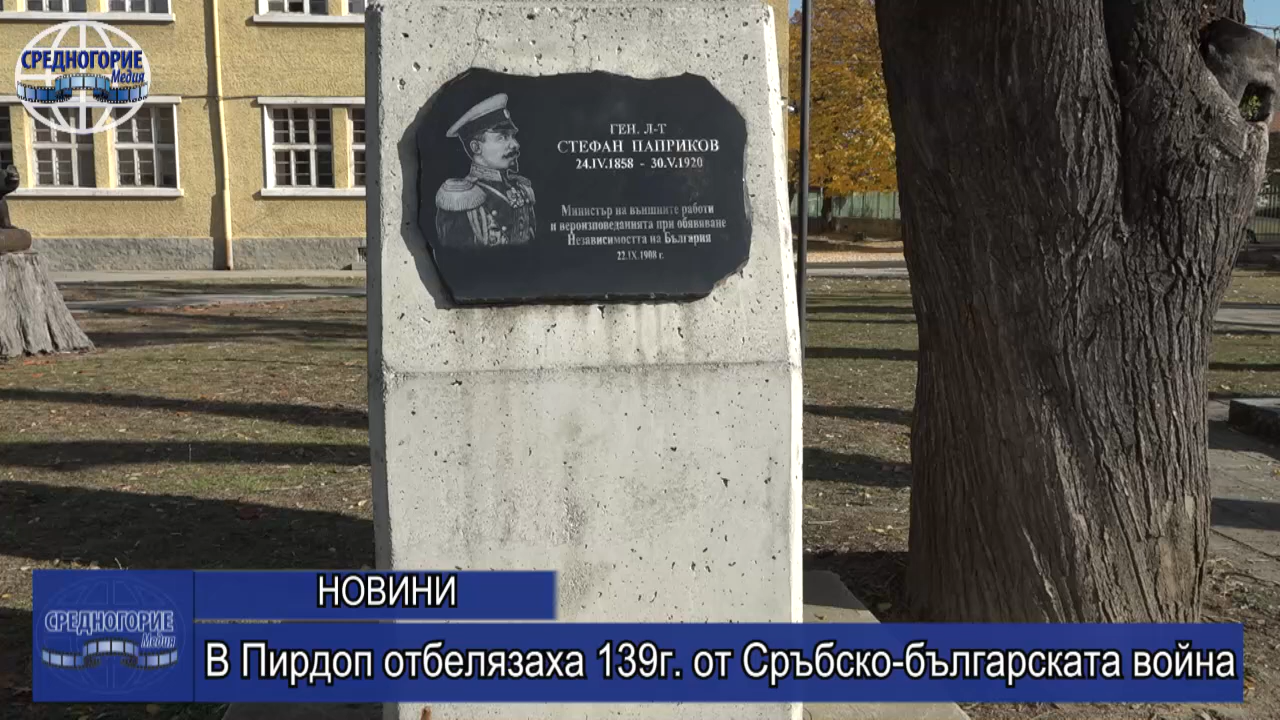 СРЕДНОГОРИЕ
Медия
ГЕН. Л-Т
СТЕФАН ПАПРИКОВ
24.IV.1858 - 30.V.1920
Министър на външните работи
и вероизповеданията при обявяване
Независимостта на България
22.IX.1908 г.
НОВИНИ
СРЕДНОГОРИЕ
Медия
В Пирдоп отбелязаха 139г. от Сръбско-българската война